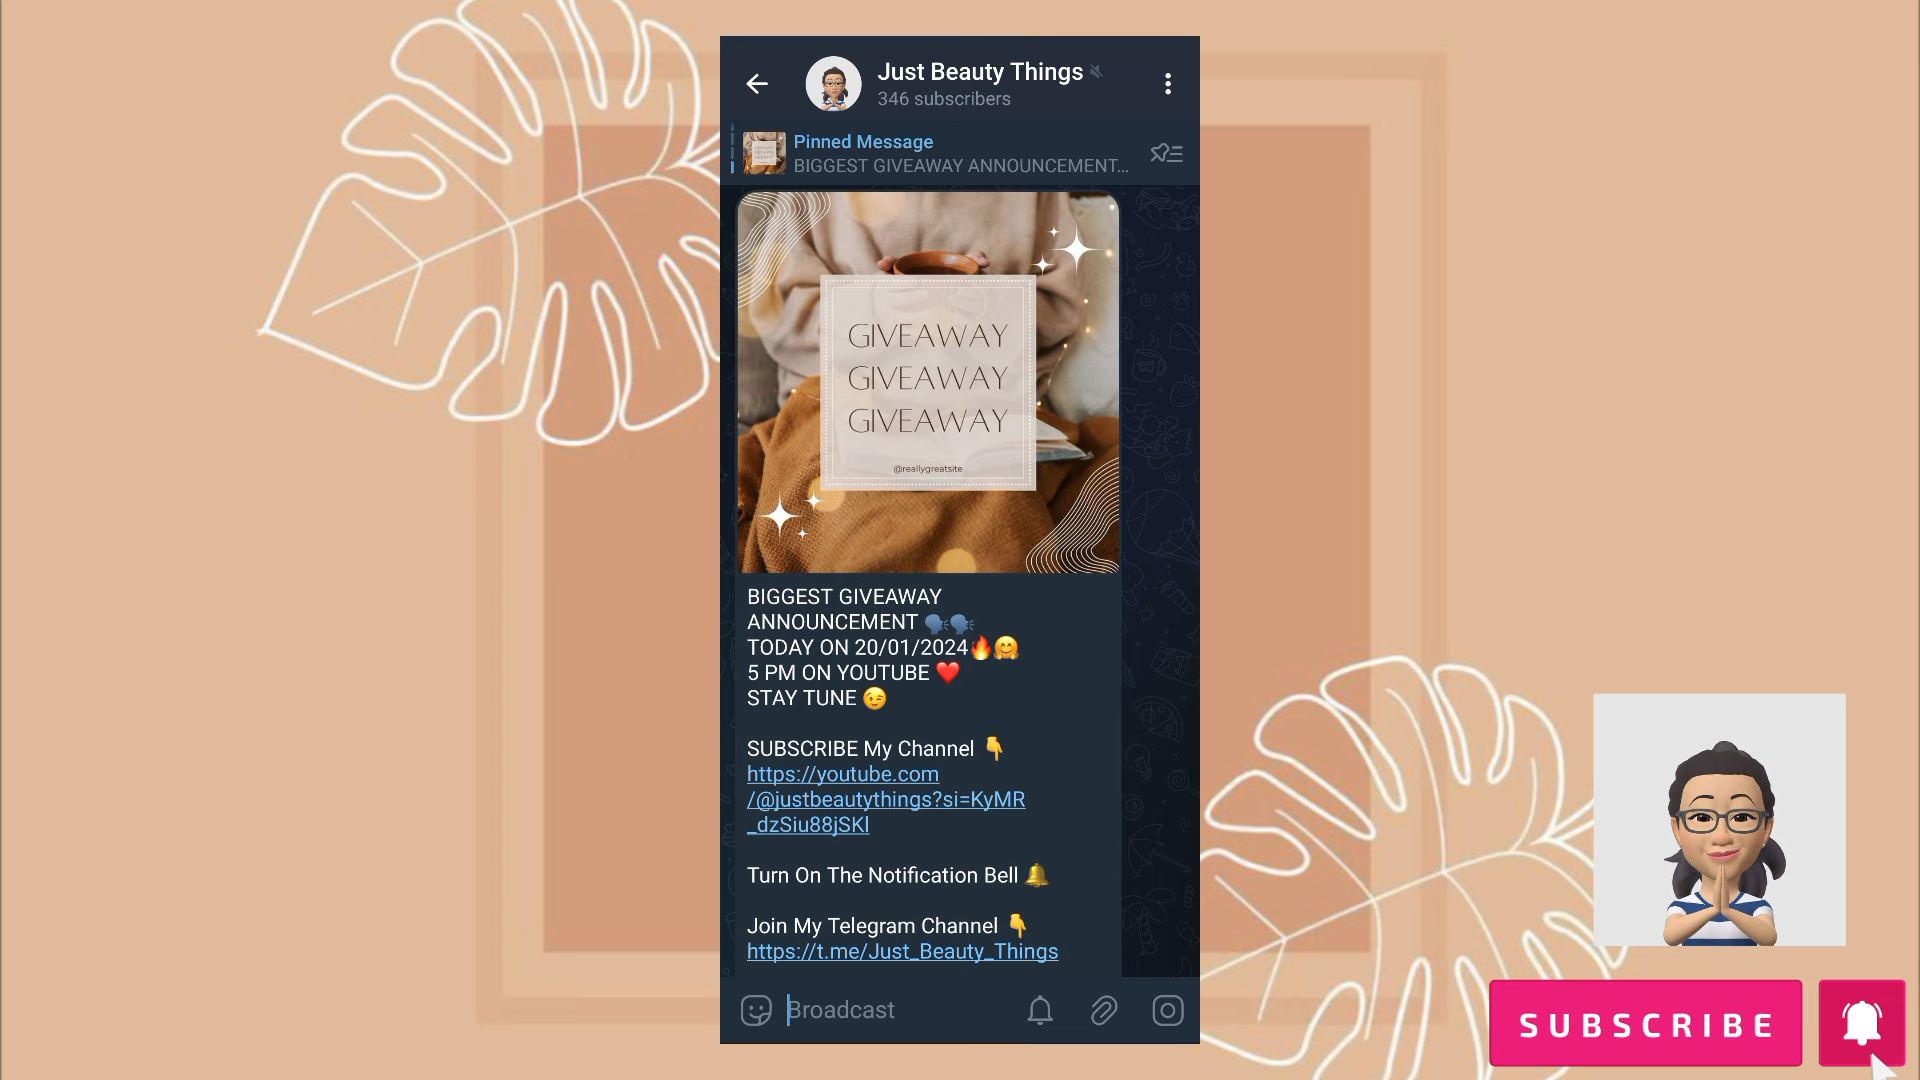 Just Beauty Things
346 subscribers
Pinned Message
BIGGEST GIVEAWAY ANNOUNCEMENT...
GIVEAWAY
GIVEAWAY
GIVEAWAY
@reallygreatsite
BIGGEST GIVEAWAY
ANNOUNCEMENT 🗣️🗣️
TODAY ON 20/01/2024🔥🤗
5 PM ON YOUTUBE ❤️
STAY TUNE 😉
SUBSCRIBE My Channel 👇
https://youtube.com
/@justbeautythings?si=KyMR
_dzSiu88jSKl
Turn On The Notification Bell 🔔
Join My Telegram Channel 👇
https://t.me/Just_Beauty_Things
Broadcast
SUBSCRIBE